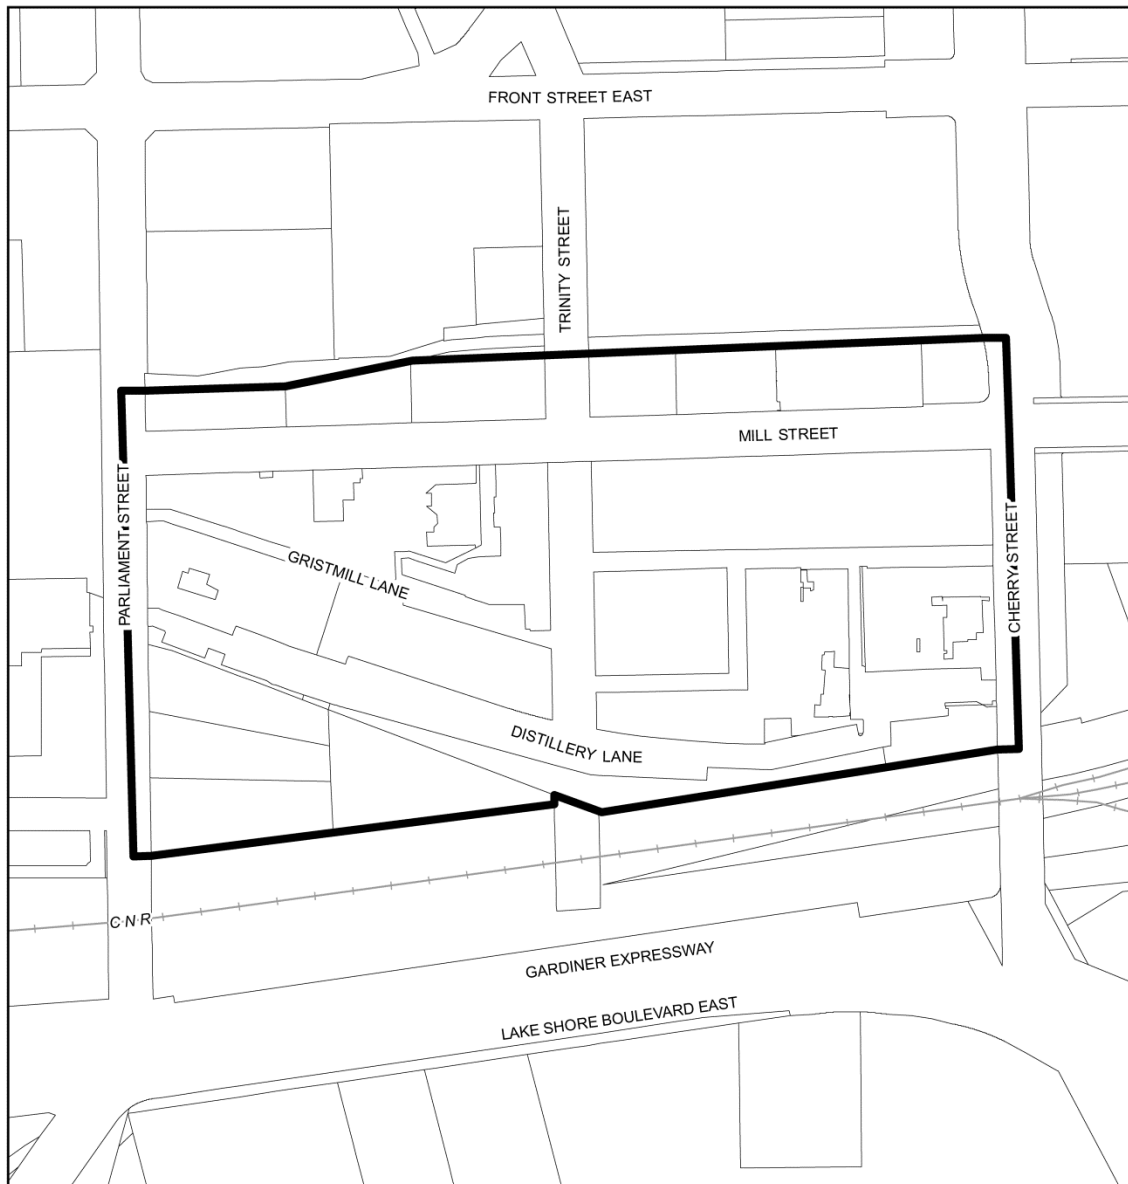 FRONT STREET EAST
TRINITY STREET
MILL STREET
PARLIAMENT STREET
CHERRY STREET
GRISTMILL LANE
DISTILLERY LANE
C N R
GARDINER EXPRESSWAY
LAKE SHORE BOULEVARD EAST